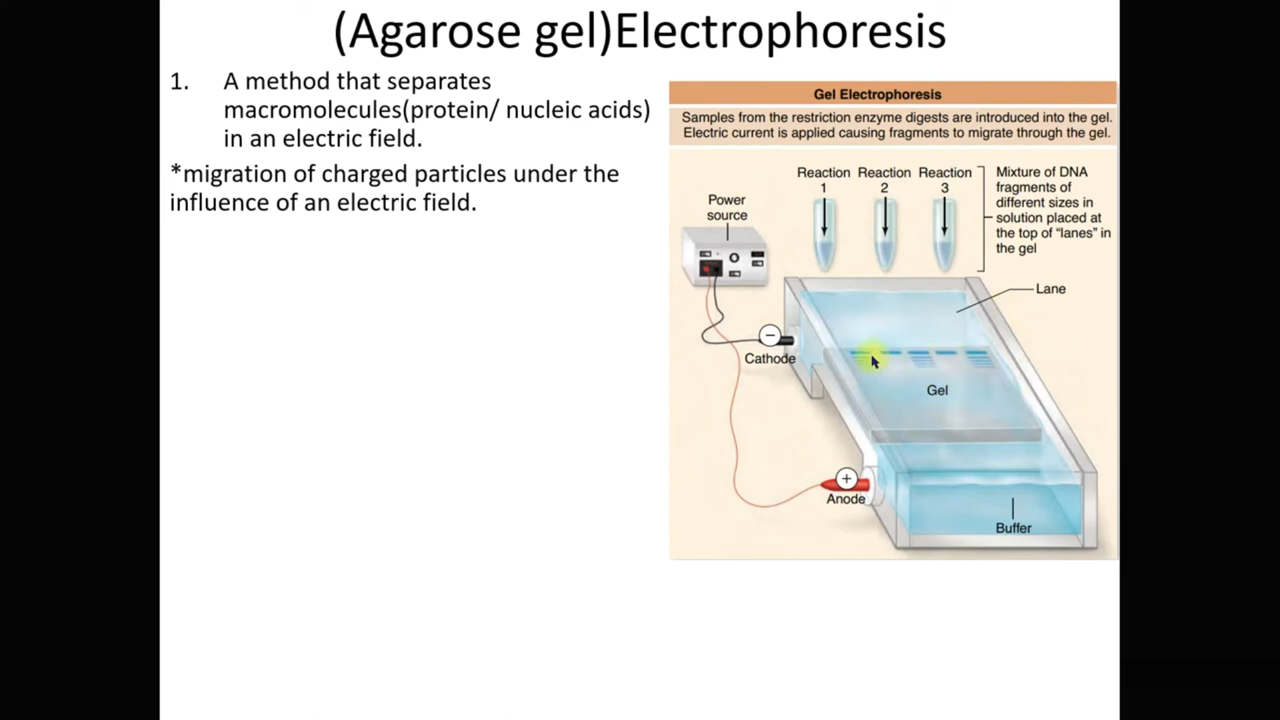 (Agarose gel)Electrophoresis
1. A method that separates
macromolecules(protein/ nucleic acids)
in an electric field.
*migration of charged particles under the
influence of an electric field.
Gel Electrophoresis
Samples from the restriction enzyme digests are introduced into the gel.
Electric current is applied causing fragments to migrate through the gel.
Reaction Reaction Reaction
1 2 3
Mixture of DNA
fragments of
different sizes in
solution placed at
the top of “lanes” in
the gel
Power
source
Lane
−
Cathode
Gel
+
Anode
Buffer